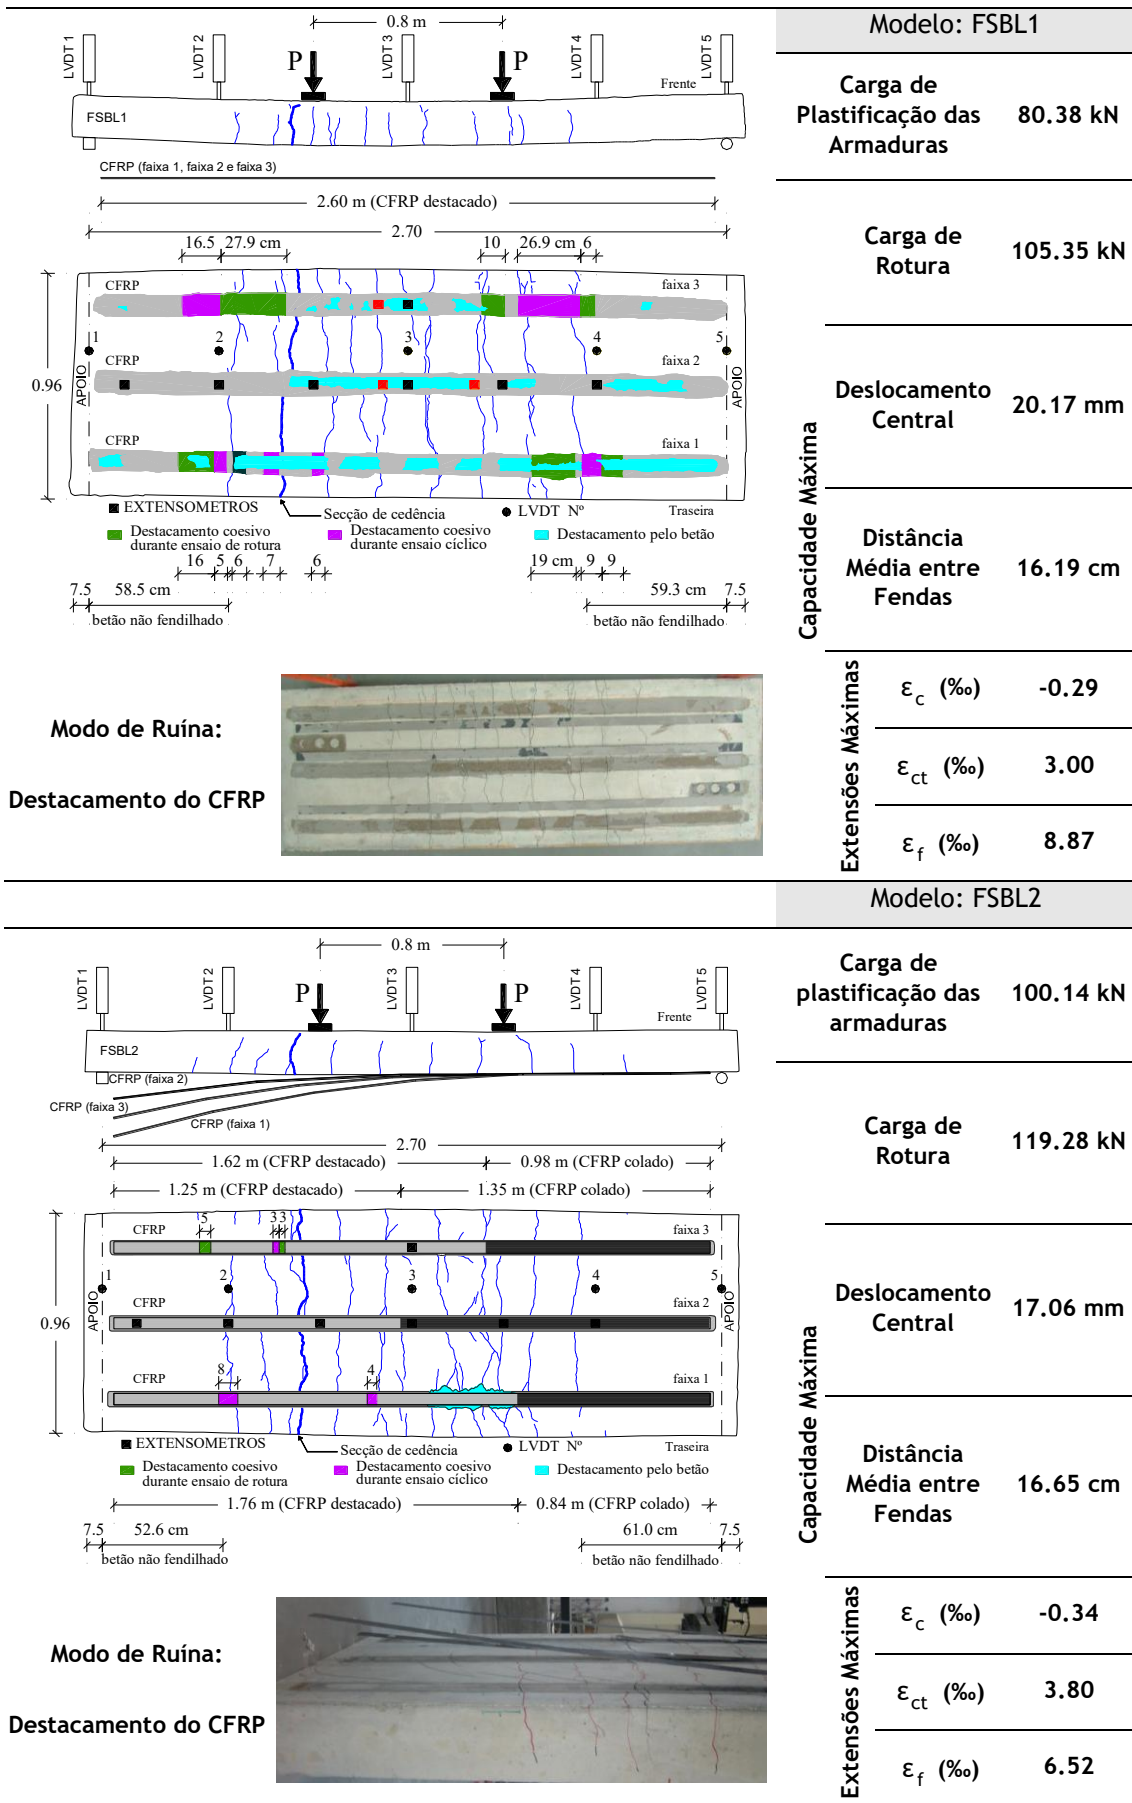 Modelo: FSBL1
0.8 m
LVDT 1
LVDT 2
LVDT 3
LVDT 4
LVDT 5
P
P
Frente
FSBL1
CFRP (faixa 1, faixa 2 e faixa 3)
2.60 m (CFRP destacado)
2.70
16.5
27.9 cm
10
26.9 cm
6
CFRP
faixa 3
1
2
3
4
5
CFRP
faixa 2
0.96
APOIO
APOIO
CFRP
faixa 1
EXTENSOMETROS
Secção de cedência
LVDT Nº
Traseira
Destacamento coesivo
durante ensaio de rotura
Destacamento coesivo
durante ensaio cíclico
Destacamento pelo betão
16
5
6
7
6
19 cm
9
9
7.5
58.5 cm
59.3 cm
7.5
betão não fendilhado
betão não fendilhado
Modo de Ruína:
Destacamento do CFRP
Carga de
Plastificação das
Armaduras
80.38 kN
Carga de
Rotura
105.35 kN
Capacidade Máxima
Deslocamento
Central
20.17 mm
Distância
Média entre
Fendas
16.19 cm
Extensões Máximas
εc (‰)
-0.29
εct (‰)
3.00
εf (‰)
8.87
Modelo: FSBL2
0.8 m
LVDT 1
LVDT 2
LVDT 3
LVDT 4
LVDT 5
P
P
Frente
FSBL2
CFRP (faixa 2)
CFRP (faixa 3)
CFRP (faixa 1)
2.70
1.62 m (CFRP destacado)
0.98 m (CFRP colado)
1.25 m (CFRP destacado)
1.35 m (CFRP colado)
5
3
3
CFRP
faixa 3
1
2
3
4
5
CFRP
faixa 2
0.96
APOIO
APOIO
8
4
CFRP
faixa 1
EXTENSOMETROS
Secção de cedência
LVDT Nº
Traseira
Destacamento coesivo
durante ensaio de rotura
Destacamento coesivo
durante ensaio cíclico
Destacamento pelo betão
1.76 m (CFRP destacado)
0.84 m (CFRP colado)
7.5
52.6 cm
61.0 cm
7.5
betão não fendilhado
betão não fendilhado
Modo de Ruína:
Destacamento do CFRP
Carga de
plastificação das
armaduras
100.14 kN
Carga de
Rotura
119.28 kN
Capacidade Máxima
Deslocamento
Central
17.06 mm
Distância
Média entre
Fendas
16.65 cm
Extensões Máximas
εc (‰)
-0.34
εct (‰)
3.80
εf (‰)
6.52